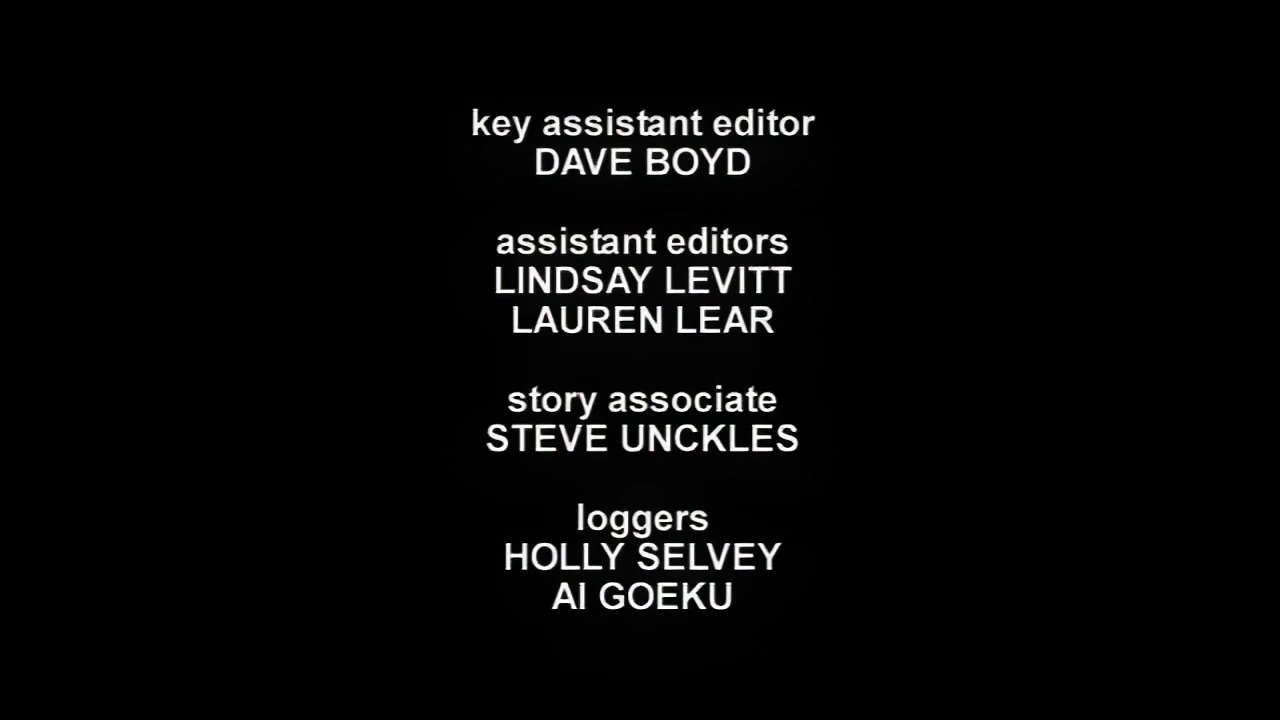 key assistant editor
DAVE BOYD
assistant editors
LINDSAY LEVITT
LAUREN LEAR
story associate
STEVE UNCKLES
loggers
HOLLY SELVEY
AI GOEKU